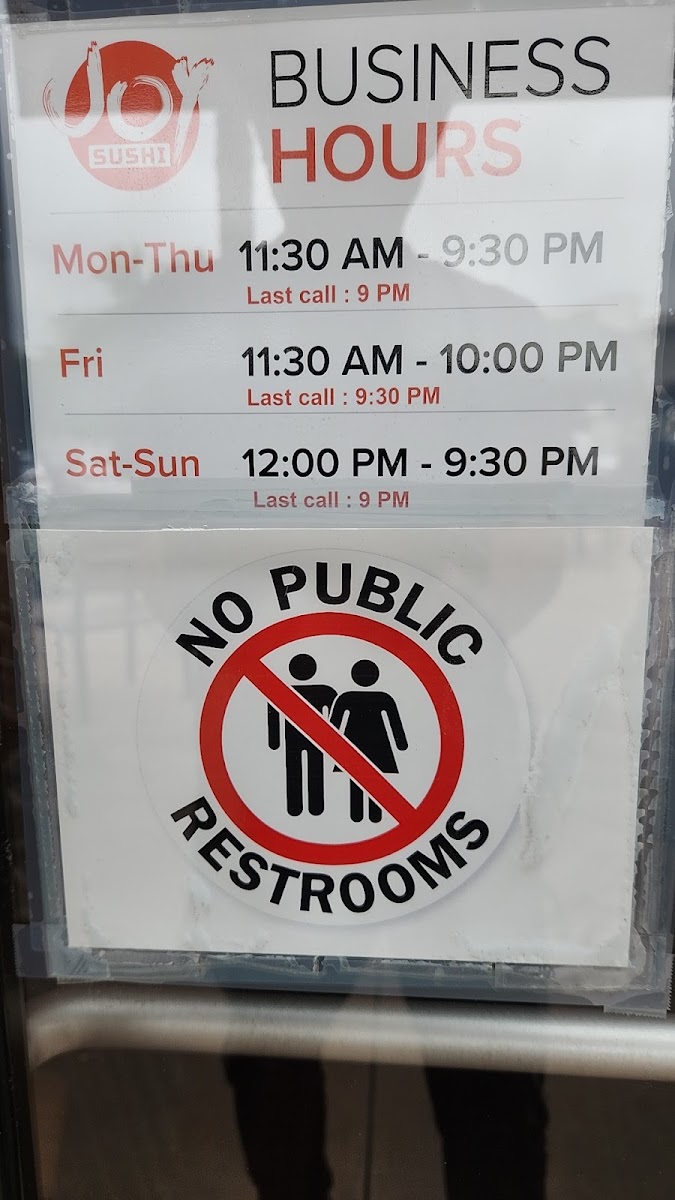 Joy
SUSHI
BUSINESS
HOURS
Mon-Thu 11:30 AM - 9:30 PM
Last call : 9 PM
Fri 11:30 AM - 10:00 PM
Last call : 9:30 PM
Sat-Sun 12:00 PM - 9:30 PM
Last call : 9 PM
NO PUBLIC
RESTROOMS